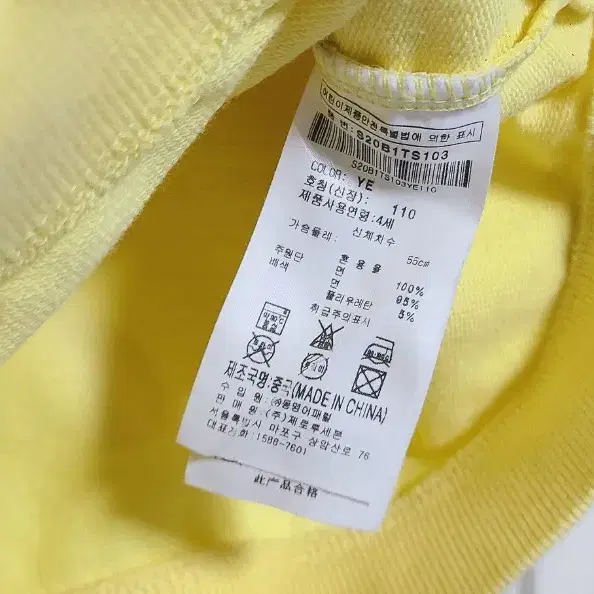 어린이제품안전특별법에 의한 표시
품 번: S20B1TS103
S20B1TS103YE110
COLOR: YE
호칭(신장): 110
제품사용연령:4세
신체치수
가슴둘레: 55cm
혼용율
주원단 면 100%
배색 면 95%
폴리우레탄 5%
취급주의표시
제조국명:중국(MADE IN CHINA)
수 입 원: ㈜동원어패럴
판 매 원: (주)제로투세븐
서울특별시 마포구 상암산로 76
대표전화: 1588-7601
此产品合格